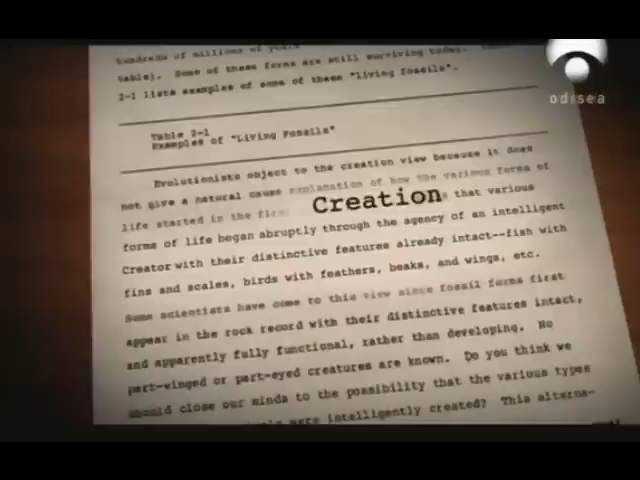 hundreds of millions of years
table). Some of these forms are still surviving today.
2-1 lists examples of some of these "living fossils".
odisea
Table 2-1
Examples of "Living Fossils"
Evolutionists object to the creation view because it does
not give a natural cause explanation of how the various forms of
life started in the first
Creation
that various
forms of life began abruptly through the agency of an intelligent
Creator with their distinctive features already intact--fish with
fins and scales, birds with feathers, beaks, and wings, etc.
Some scientists have come to this view since fossil forms first
appear in the rock record with their distinctive features intact,
and apparently fully functional, rather than developing. No
part-winged or part-eyed creatures are known. Do you think we
should close our minds to the possibility that the various types
were intelligently created? This alterna-